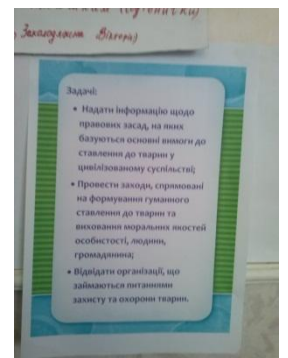 Задачі:
• Надати інформацію щодо
правових засад, на яких
базуються основні вимоги до
ставлення до тварин у
цивілізованому суспільстві;
• Провести заходи, спрямовані
на формування гуманного
ставлення до тварин та
виховання моральних якостей
особистості, людини,
громадянина;
• Відвідати організації, що
займаються питаннями
захисту та охорони тварин.